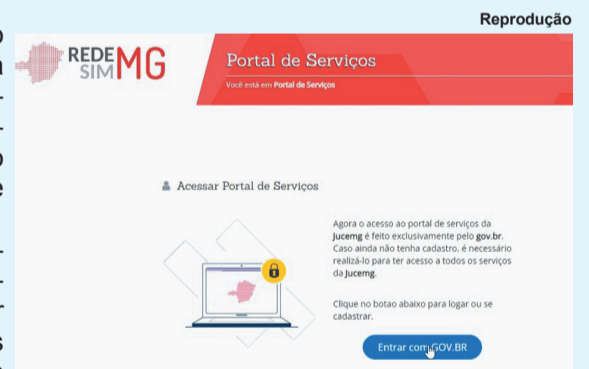 Reprodução
REDE
SIM MG
Portal de Serviços
Você está em Portal de Serviços
Acessar Portal de Serviços
Agora o acesso ao portal de serviços da
Jucemg é feito exclusivamente pelo gov.br.
Caso ainda não tenha cadastro, é necessário
realizá-lo para ter acesso a todos os serviços
da Jucemg.
Clique no botao abaixo para logar ou se
cadastrar.
Entrar com GOV.BR